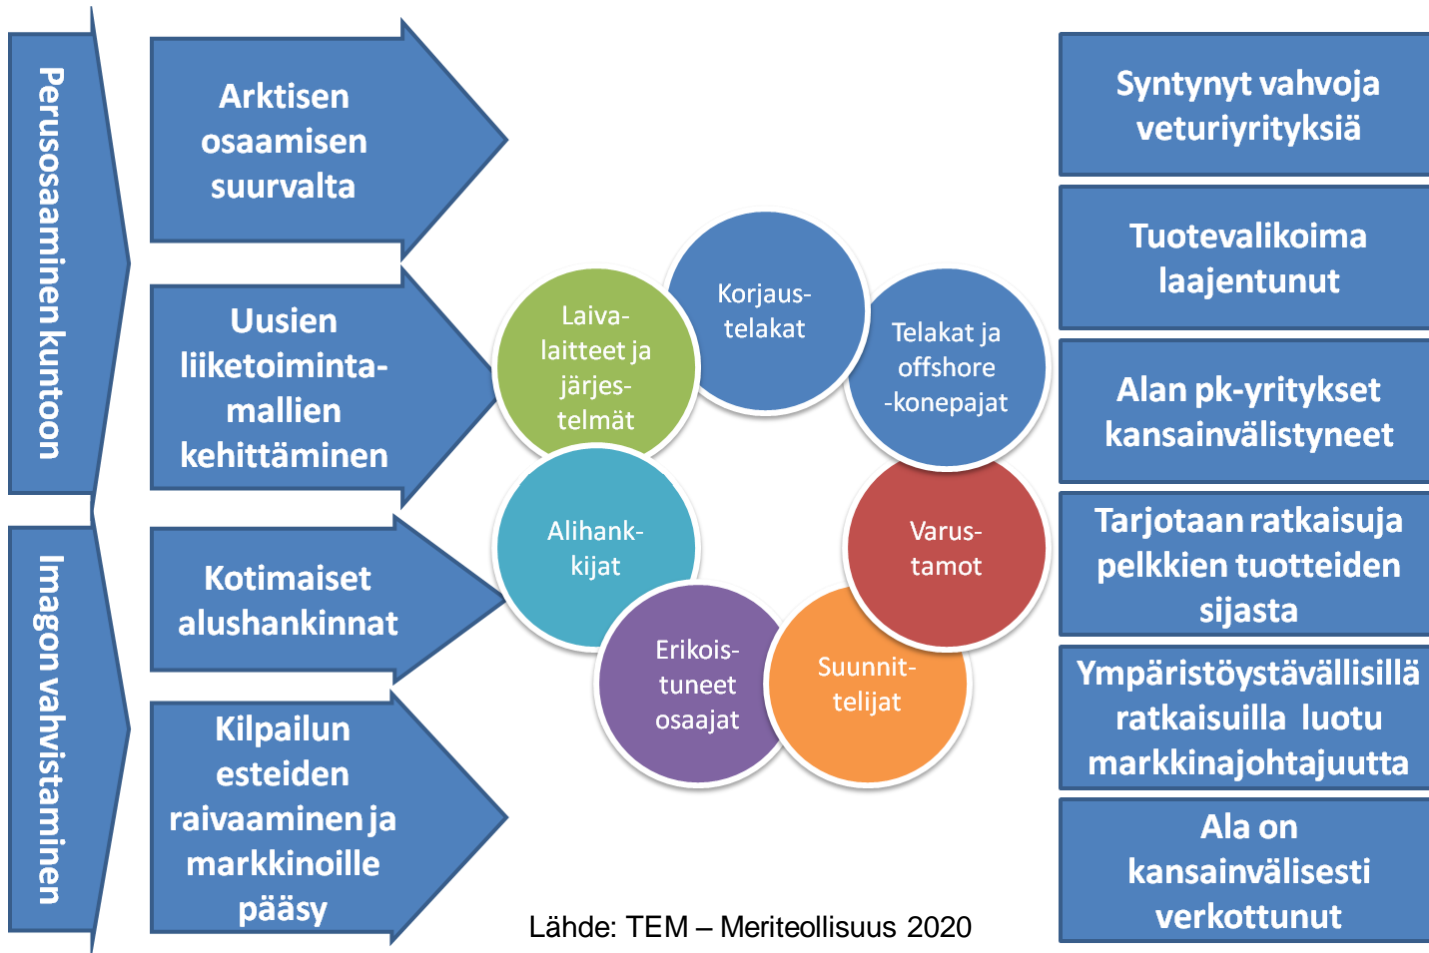 Perusosaaminen kuntoon
Imagon vahvistaminen
Arktisen
osaamisen
suurvalta
Uusien
liiketoiminta-
mallien
kehittäminen
Kotimaiset
alushankinnat
Kilpailun
esteiden
raivaaminen ja
markkinoille
pääsy
Korjaus-
telakat
Telakat ja
offshore
-konepajat
Varus-
tamot
Suunnit-
telijat
Erikois-
tuneet
osaajat
Alihank-
kijat
Laiva-
laitteet ja
järjes-
telmät
Syntynyt vahvoja
veturiyrityksiä
Tuotevalikoima
laajentunut
Alan pk-yritykset
kansainvälistyneet
Tarjotaan ratkaisuja
pelkkien tuotteiden
sijasta
Ympäristöystävällisillä
ratkaisuilla luotu
markkinajohtajuutta
Ala on
kansainvälisesti
verkottunut
Lähde: TEM – Meriteollisuus 2020